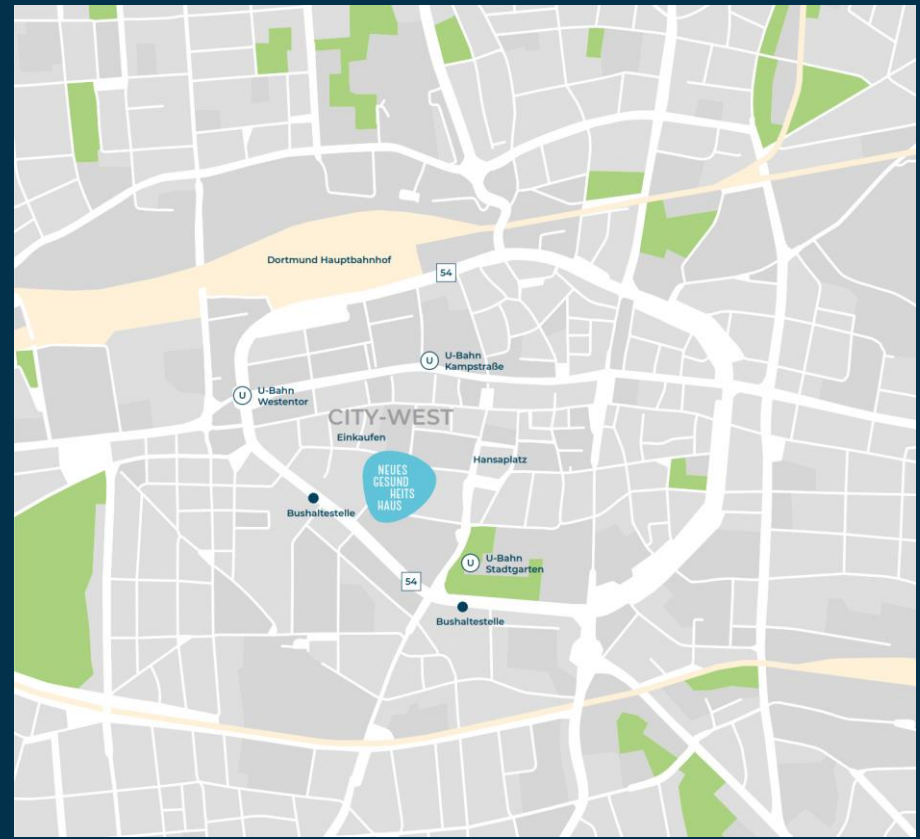 Dortmund Hauptbahnhof
54
U-Bahn
Kampstraße
U
U-Bahn
Westentor
U
CITY-WEST
Einkaufen
Hansaplatz
NEUES
GESUND
HEITS
HAUS
Bushaltestelle
U-Bahn
Stadtgarten
U
54
Bushaltestelle